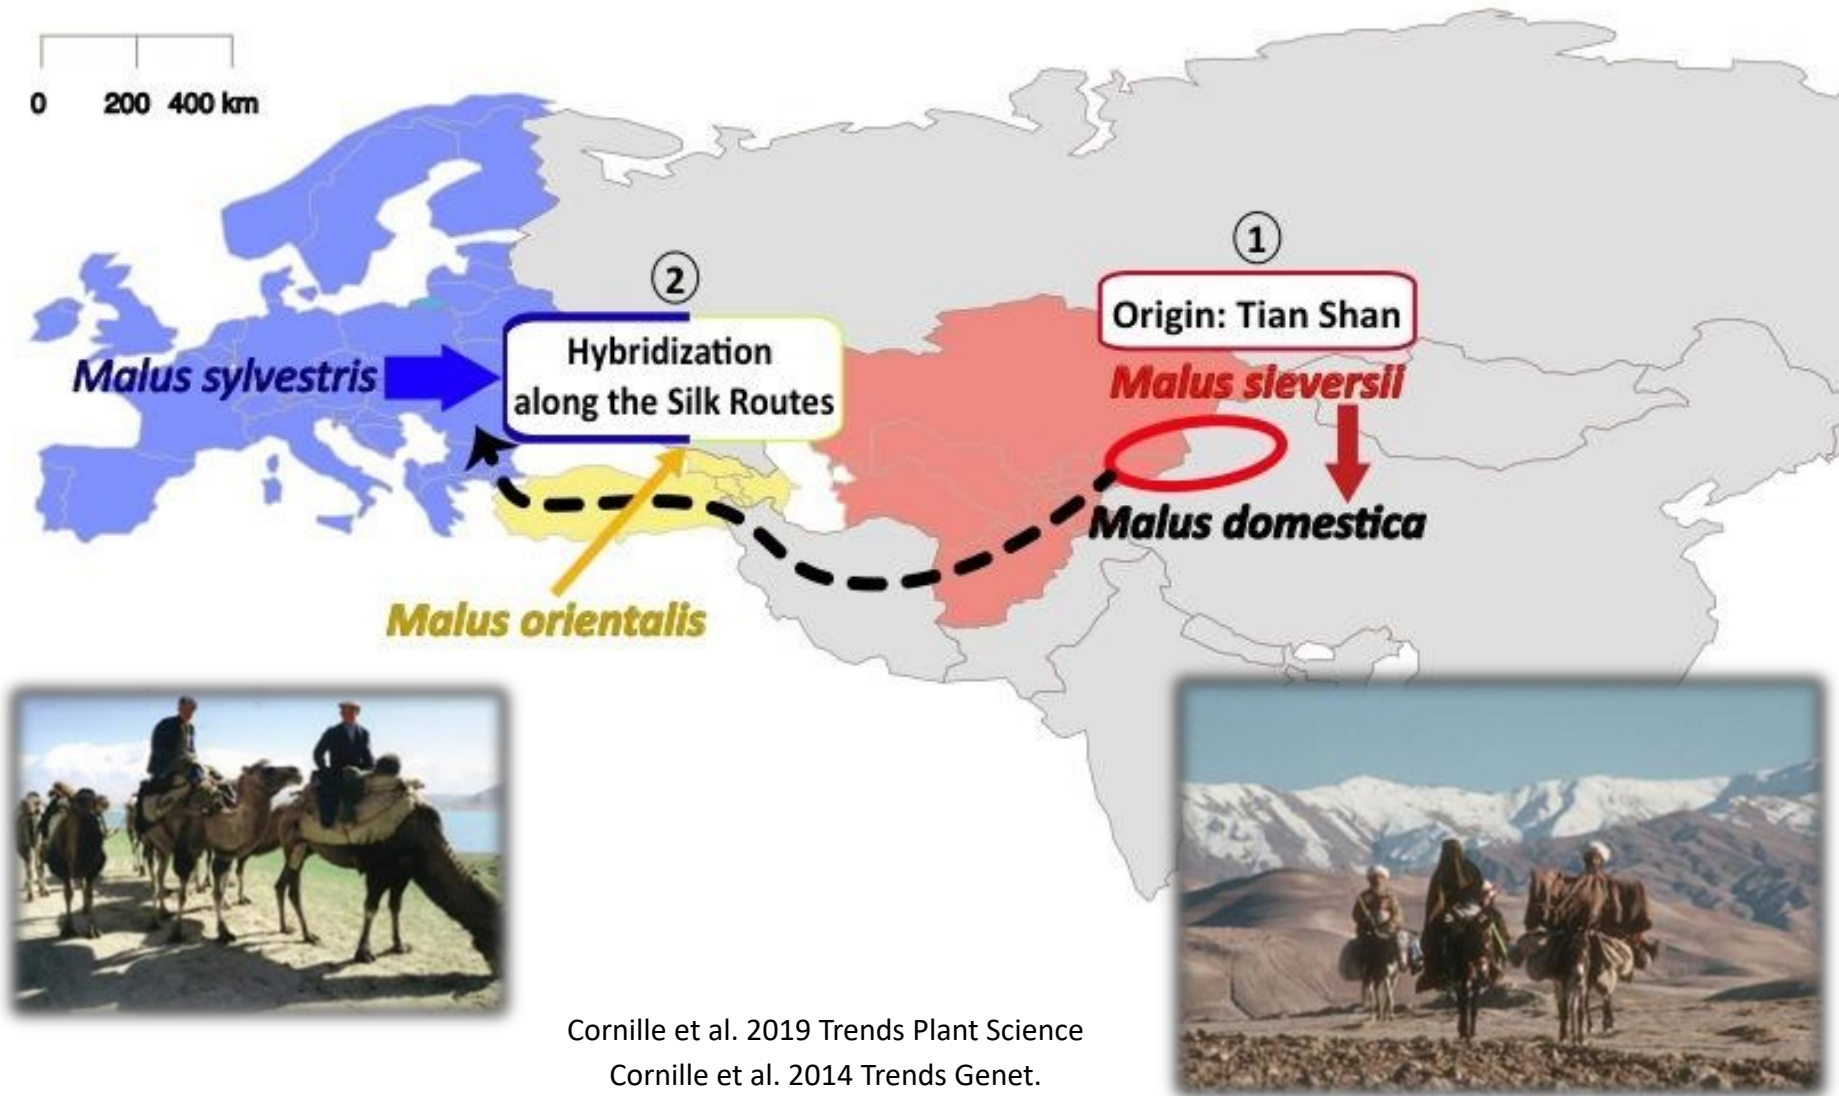 0 200 400 km
①
Origin: Tian Shan
Malus sieversii
Malus domestica
②
Hybridization
along the Silk Routes
Malus sylvestris
Malus orientalis
Cornille et al. 2019 Trends Plant Science
Cornille et al. 2014 Trends Genet.